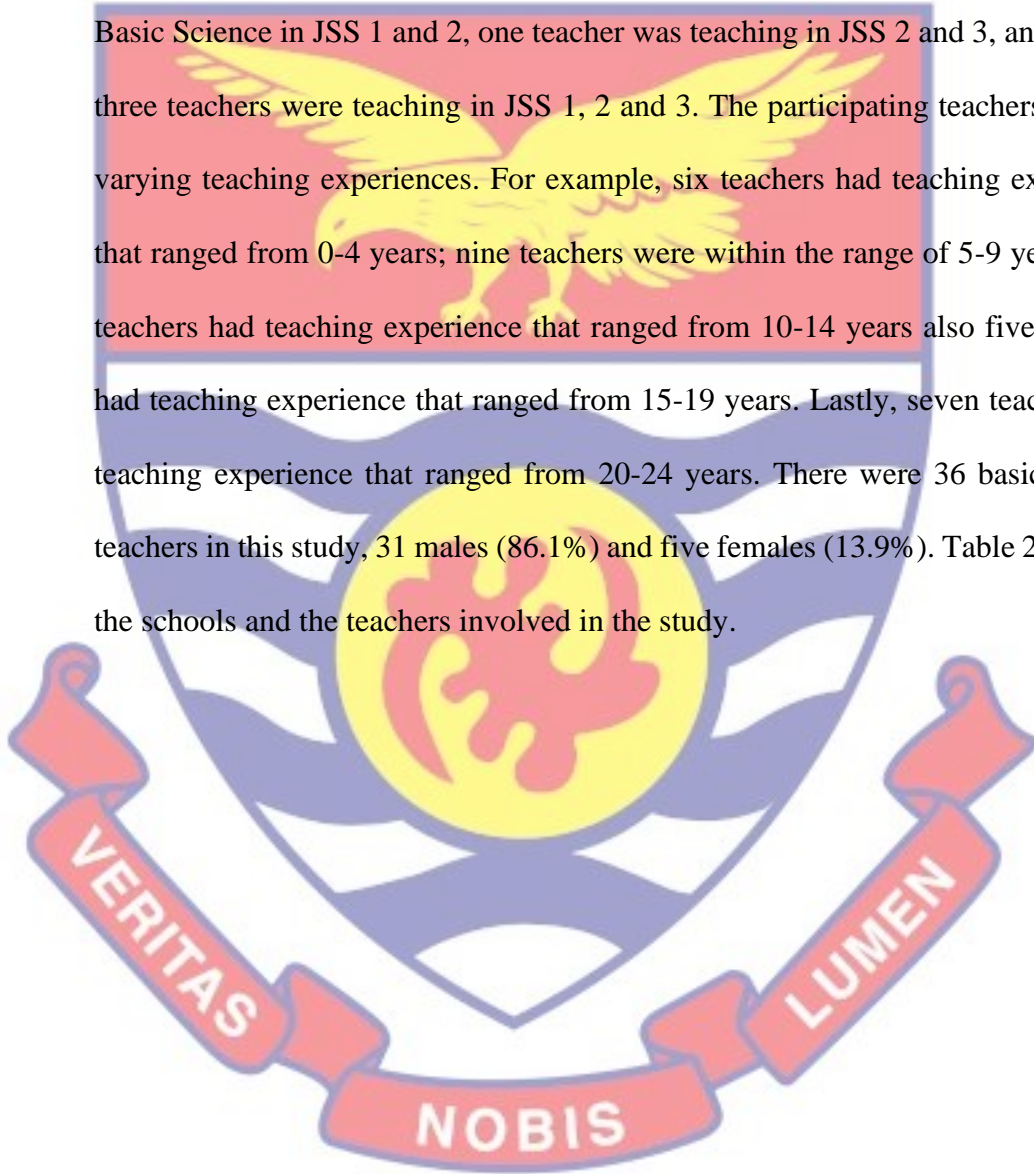 Basic Science in JSS 1 and 2, one teacher was teaching in JSS 2 and 3, an
three teachers were teaching in JSS 1, 2 and 3. The participating teachers
varying teaching experiences. For example, six teachers had teaching ex
that ranged from 0-4 years; nine teachers were within the range of 5-9 ye
teachers had teaching experience that ranged from 10-14 years also five
had teaching experience that ranged from 15-19 years. Lastly, seven teac
teaching experience that ranged from 20-24 years. There were 36 basic
teachers in this study, 31 males (86.1%) and five females (13.9%). Table 2
the schools and the teachers involved in the study.
VERITAS
NOBIS
LUMEN